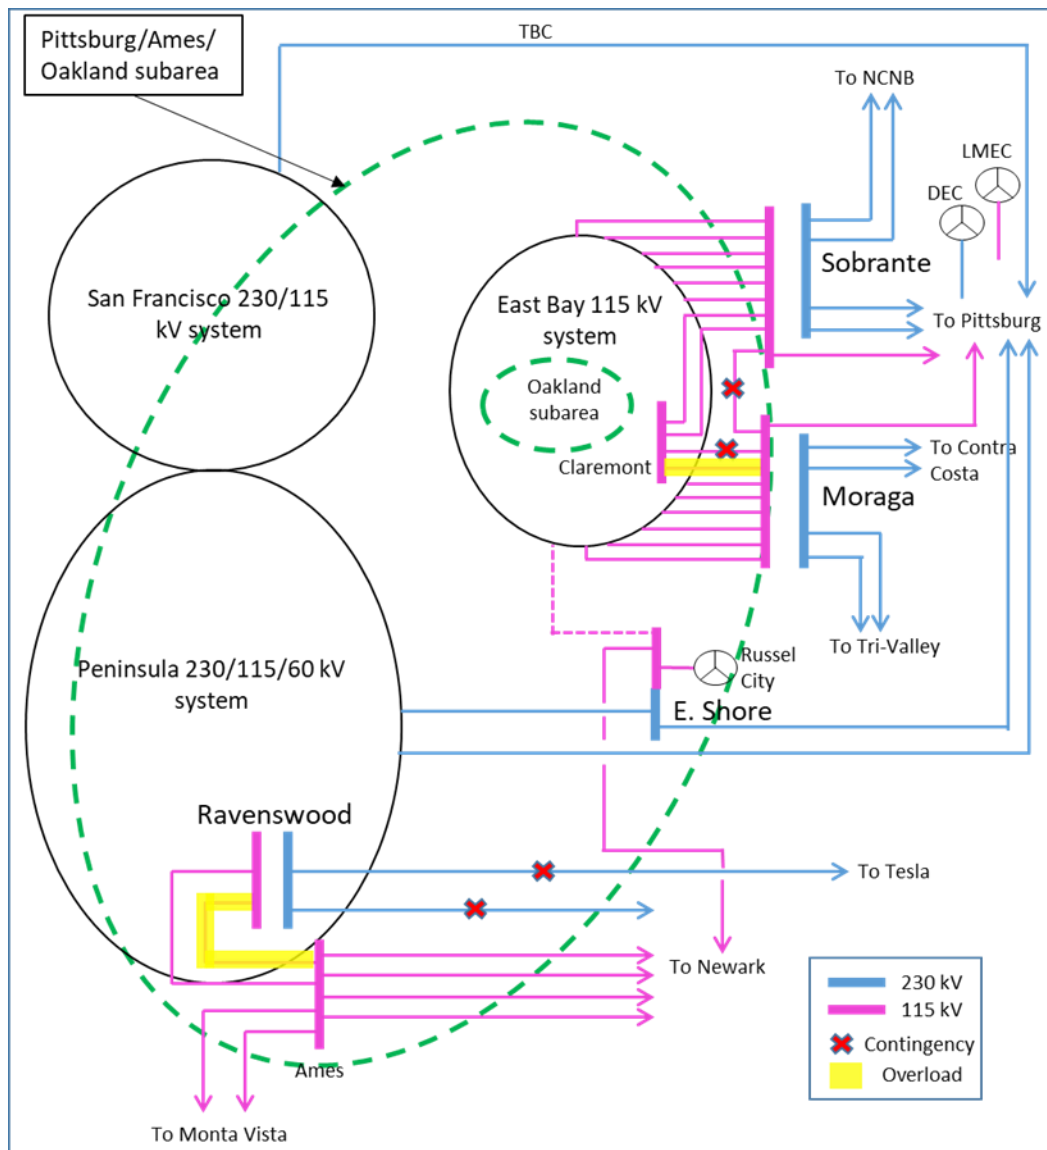 Pittsburg/Ames/
Oakland subarea
TBC
To NCNB
LMEC
DEC
Sobrante
San Francisco 230/115
kV system
East Bay 115 kV
system
To Pittsburg
Oakland
subarea
Claremont
To Contra
Costa
Moraga
To Tri-Valley
Peninsula 230/115/60 kV
system
Russel
City
E. Shore
Ravenswood
To Tesla
To Newark
230 kV
115 kV
Contingency
Overload
Ames
To Monta Vista